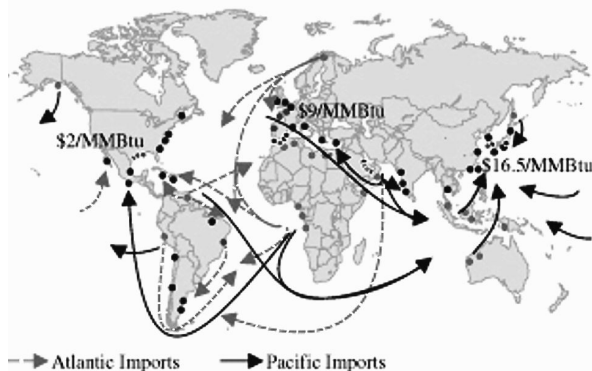 $2/MMBtu
$9/MMBtu
$16.5/MMBtu
Atlantic Imports
Pacific Imports